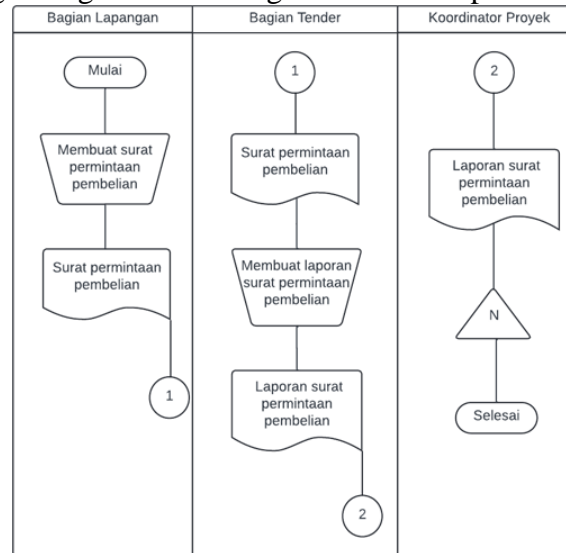 Bagian Lapangan
Bagian Tender
Koordinator Proyek
Mulai
Membuat surat
permintaan
pembelian
Surat permintaan
pembelian
1
1
Surat permintaan
pembelian
Membuat laporan
surat permintaan
pembelian
Laporan surat
permintaan
pembelian
2
2
Laporan surat
permintaan
pembelian
N
Selesai